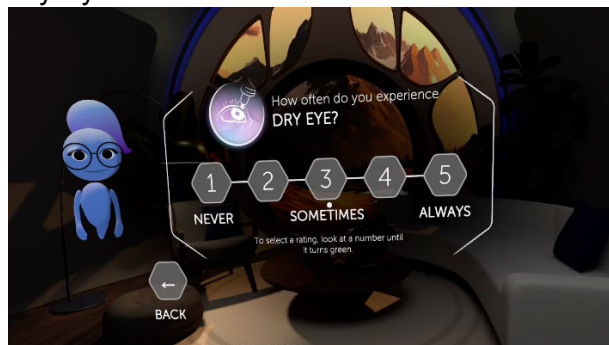 How often do you experience
DRY EYE?
1 2 3 4 5
NEVER SOMETIMES ALWAYS
To select a rating, look at a number until
it turns green.
←
BACK